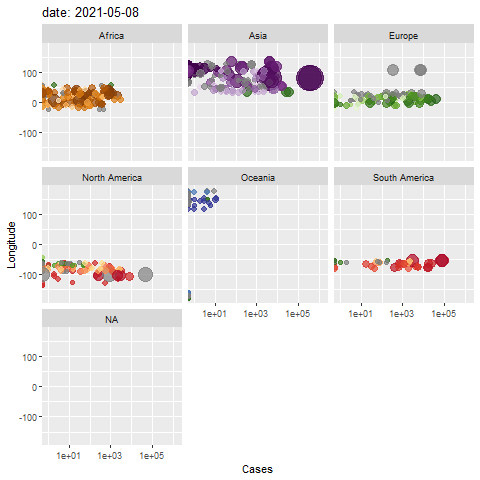 date: 2021-05-08
Africa
Asia
Europe
100
0
-100
North America
Oceania
South America
100
0
-100
1e+01
1e+03
1e+05
1e+01
1e+03
1e+05
NA
100
0
-100
1e+01
1e+03
1e+05
Longitude
Cases